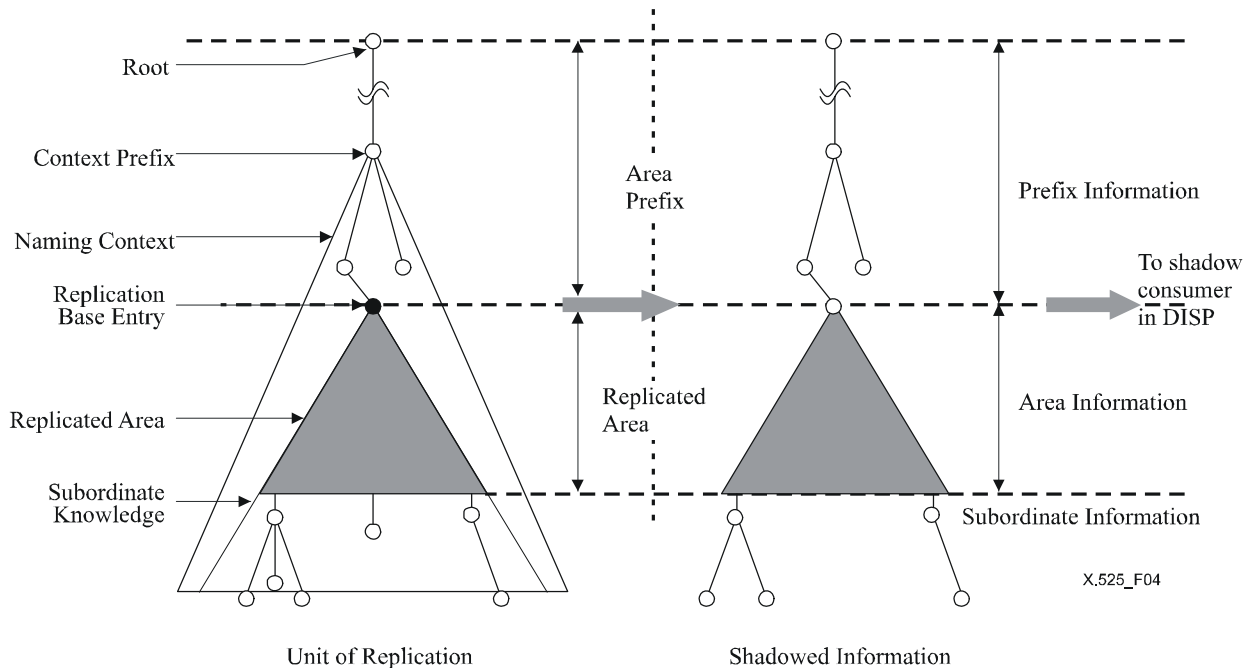 Root
Context Prefix
Naming Context
Replication
Base Entry
Replicated Area
Subordinate
Knowledge
Area
Prefix
Replicated
Area
Prefix Information
To shadow
consumer
in DISP
Area Information
Subordinate Information
X.525_F04
Unit of Replication
Shadowed Information